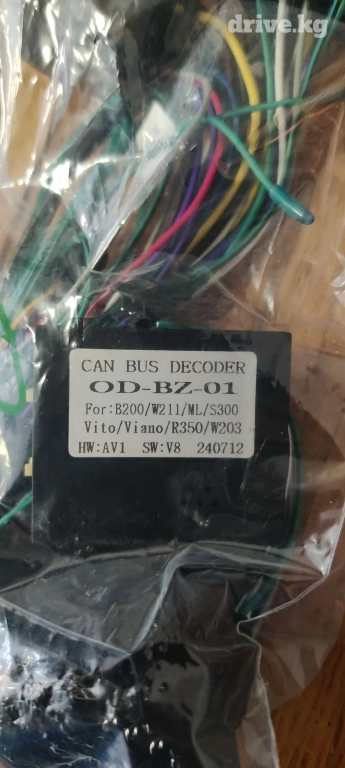 drive.kg
CAN BUS DECODER
OD-BZ-01
For:B200/W211/ML/S300
Vito/Viano/R350/W203
HW:AV1 SW:V8 240712